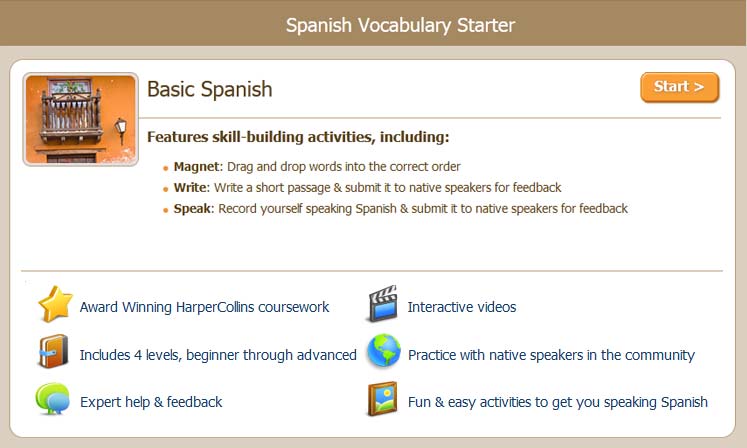 Spanish Vocabulary Starter
Basic Spanish
Start >
Features skill-building activities, including:
Magnet: Drag and drop words into the correct order
Write: Write a short passage & submit it to native speakers for feedback
Speak: Record yourself speaking Spanish & submit it to native speakers for feedback
Award Winning HarperCollins coursework
Interactive videos
Includes 4 levels, beginner through advanced
Practice with native speakers in the community
Expert help & feedback
Fun & easy activities to get you speaking Spanish